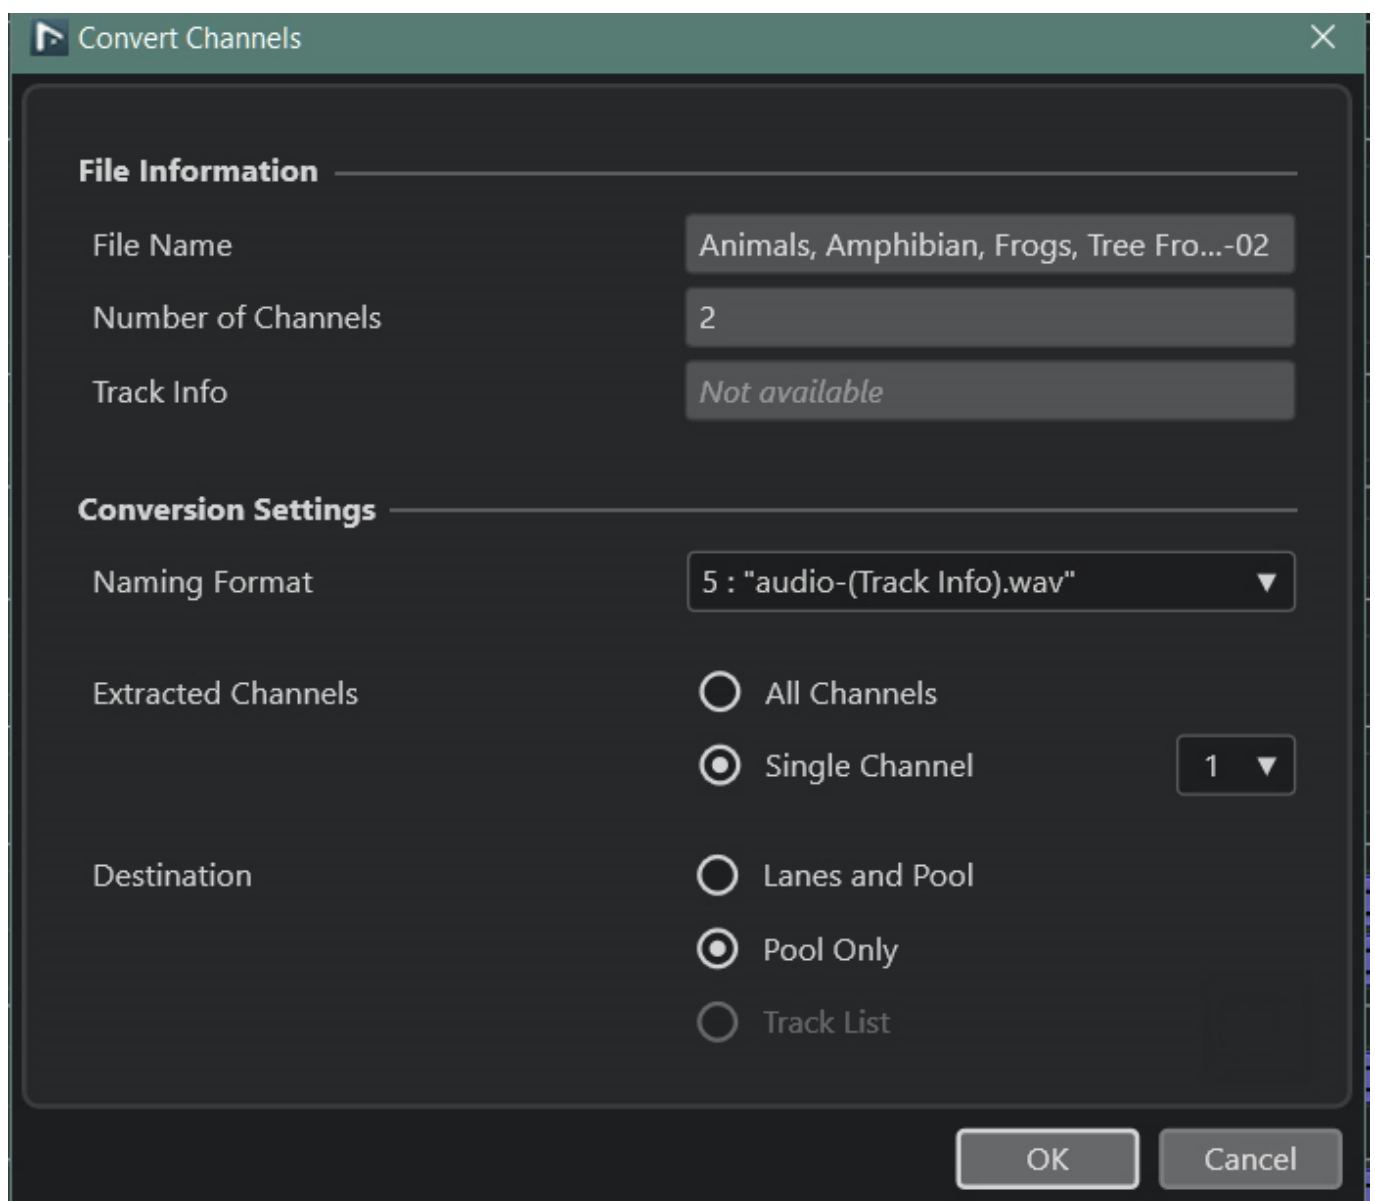 Convert Channels
File Information
File Name
Animals, Amphibian, Frogs, Tree Fro...-02
Number of Channels
2
Track Info
Not available
Conversion Settings
Naming Format
5 : "audio-(Track Info).wav"
Extracted Channels
All Channels
Single Channel
1
Destination
Lanes and Pool
Pool Only
Track List
OK
Cancel